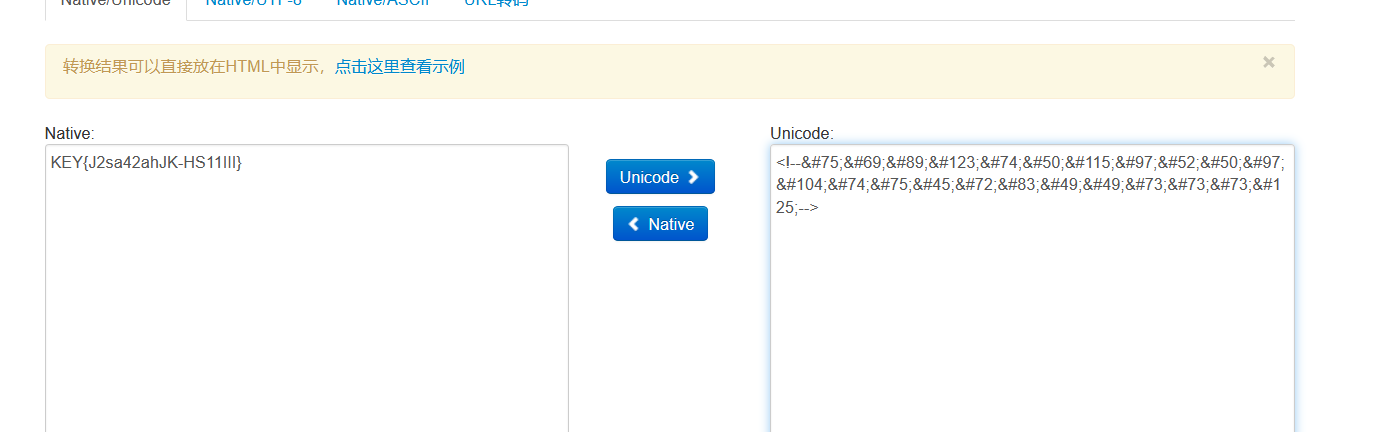 Native/Unicode Native/UTF-8 Native/ASCII URL转码
转换结果可以直接放在HTML中显示，点击这里查看示例 ×
Native: Unicode:
KEY{J2sa42ahJK-HS11III}
<!--&#75;&#69;&#89;&#123;&#74;&#50;&#115;&#97;&#52;&#50;&#97;
&#104;&#74;&#75;&#45;&#72;&#83;&#49;&#49;&#73;&#73;&#73;&#1
25;-->
Unicode
Native